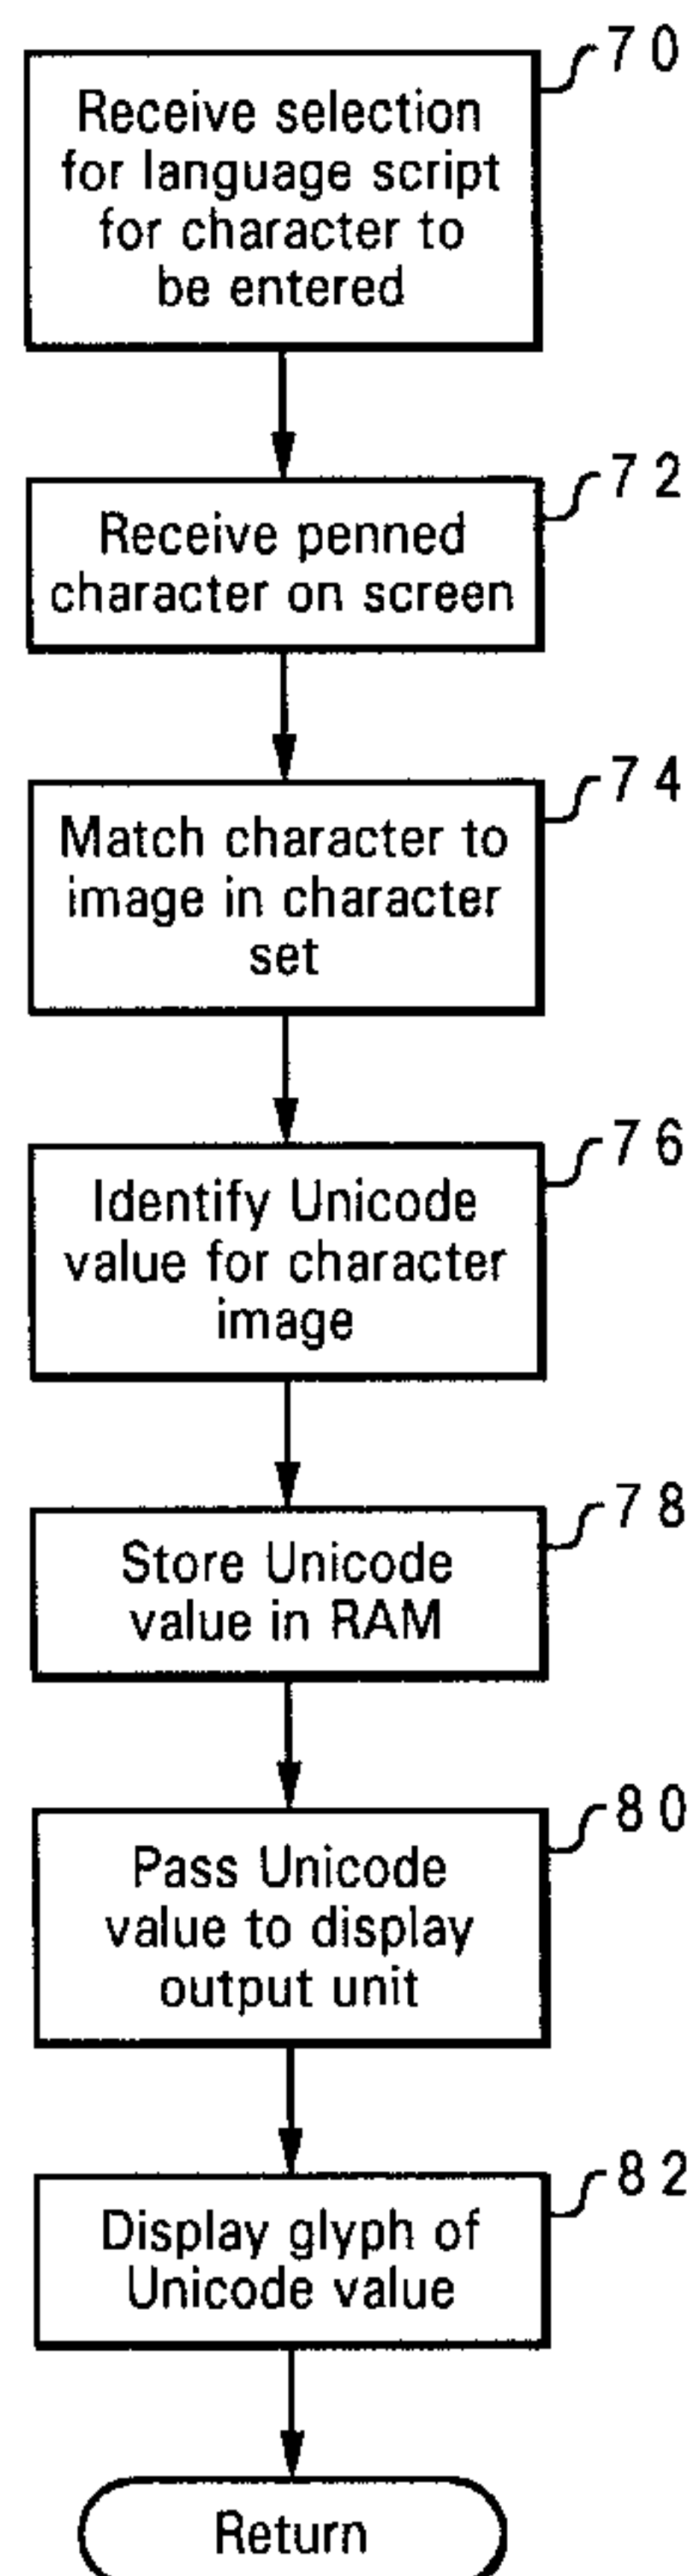 70
Receive selection
for language script
for character to
be entered
72
Receive penned
character on screen
74
Match character to
image in character
set
76
Identify Unicode
value for character
image
78
Store Unicode
value in RAM
80
Pass Unicode
value to display
output unit
82
Display glyph of
Unicode value
Return